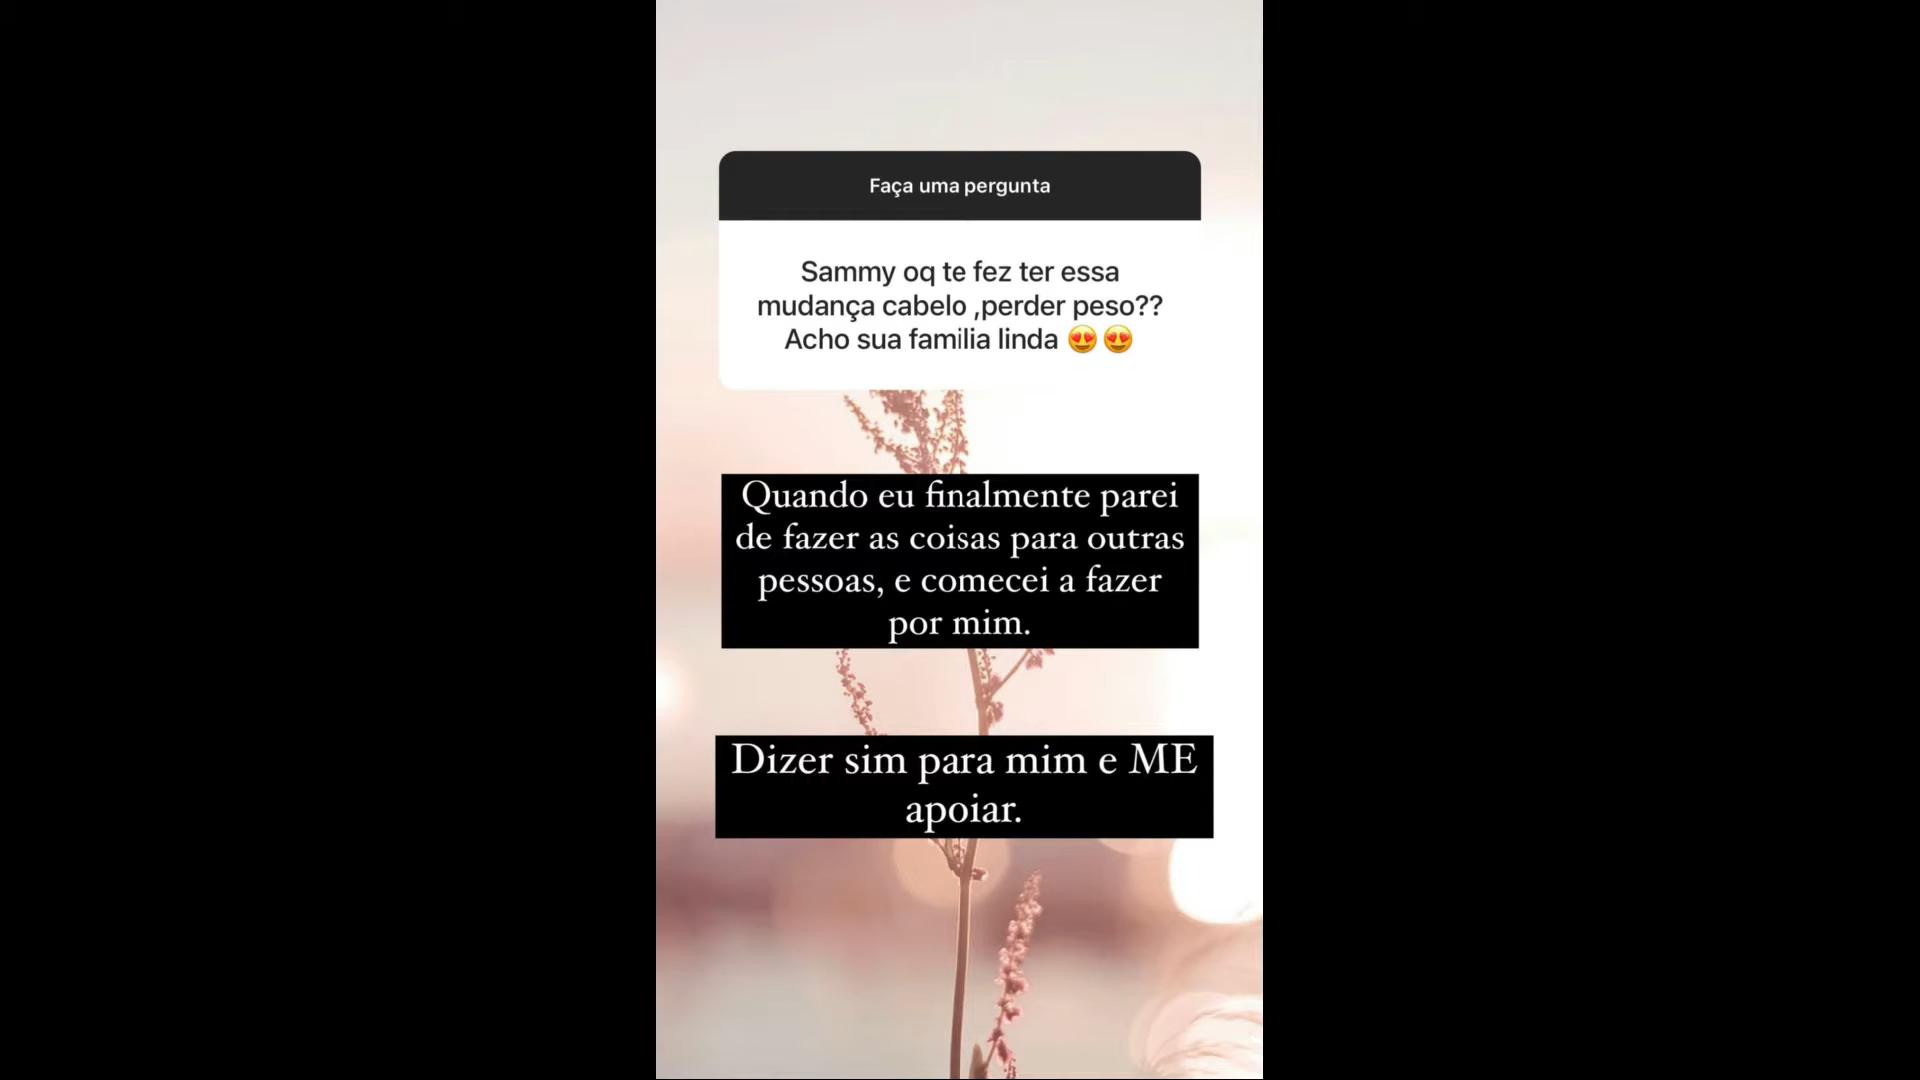 Faça uma pergunta
Sammy oq te fez ter essa
mudança cabelo ,perder peso??
Acho sua familia linda 😍😍
Quando eu finalmente parei
de fazer as coisas para outras
pessoas, e comecei a fazer
por mim.
Dizer sim para mim e ME
apoiar.